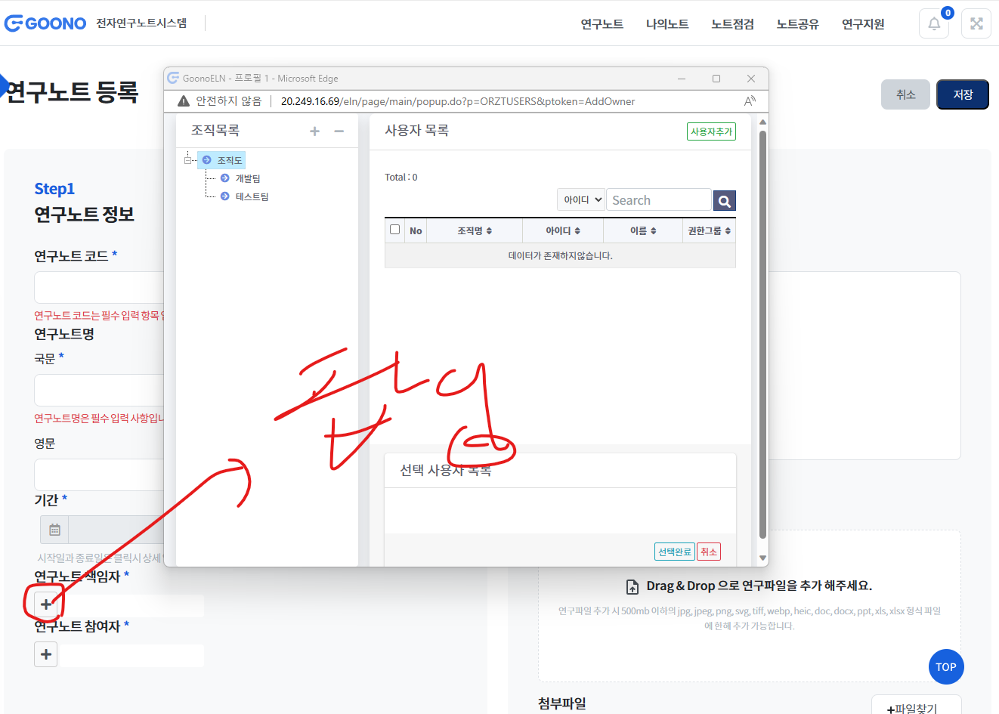 GOONO 전자연구노트시스템
연구노트 나의노트 노트점검 노트공유 연구지원
0
연구노트 등록
취소 저장
GoonoELN - 프로필 1 - Microsoft Edge
안전하지 않음 20.249.16.69/eln/page/main/popup.do?p=ORZTUSERS&ptoken=AddOwner
조직목록
조직도
개발팀
테스트팀
사용자 목록
사용자추가
Total : 0
아이디 Search
No 조직명 아이디 이름 권한그룹
데이터가 존재하지않습니다.
선택 사용자 목록
선택완료 취소
Step1
연구노트 정보
연구노트 코드 *
연구노트 코드는 필수 입력 항목
연구노트명
국문 *
연구노트명은 필수 입력 사항입니
영문
기간 *
시작일과 종료일은 클릭시 상세
연구노트 책임자 *
+
연구노트 참여자 *
+
Drag & Drop 으로 연구파일을 추가 해주세요.
연구파일 추가 시 500mb 이하의 jpg, jpeg, png, svg, tiff, webp, heic, doc, docx, ppt, xls, xlsx 형식 파일
에 한해 추가 가능합니다.
TOP
첨부파일
+파일찾기